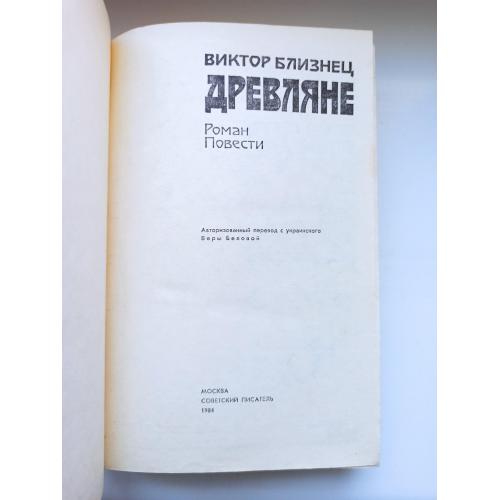 ВИКТОР БЛИЗНЕЦ
ДРЕВЛЯНЕ
Роман
Повести
Авторизованный перевод с украинского
Веры Беловой
МОСКВА
СОВЕТСКИЙ ПИСАТЕЛЬ
1984